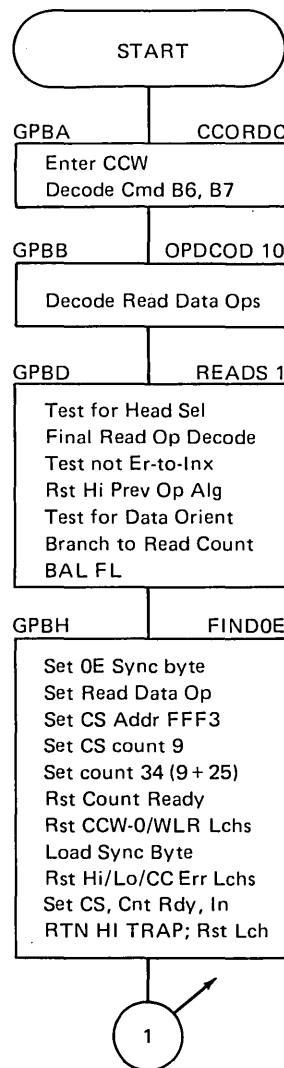 START
GPBA CCORDC
Enter CCW
Decode Cmd B6, B7
GPBB OPDCOD 10
Decode Read Data Ops
GPBD READS 1
Test for Head Sel
Final Read Op Decode
Test not Er-to-Inx
Rst Hi Prev Op Alg
Test for Data Orient
Branch to Read Count
BAL FL
GPBH FIND0E
Set 0E Sync byte
Set Read Data Op
Set CS Addr FFF3
Set CS count 9
Set count 34 (9 + 25)
Rst Count Ready
Rst CCW-0/WLR Lchs
Load Sync Byte
Rst Hi/Lo/CC Err Lchs
Set CS, Cnt Rdy, In
RTN HI TRAP; Rst Lch
1